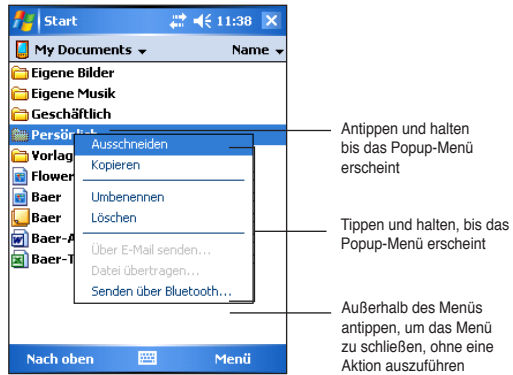 Start 11:38
My Documents Name
Eigene Bilder
Eigene Musik
Geschäftlich
Persönlich
Ausschneiden
Kopieren
Umbenennen
Löschen
Über E-Mail senden...
Datei übertragen...
Senden über Bluetooth...
Vorlag
Flower
Baer
Baer
Baer-A
Baer-T
Nach oben Menü
Antippen und halten
bis das Popup-Menü
erscheint
Tippen und halten, bis das
Popup-Menü erscheint
Außerhalb des Menüs
antippen, um das Menü
zu schließen, ohne eine
Aktion auszuführen